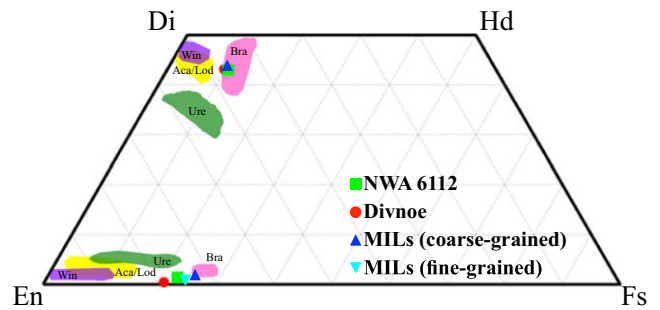 Di
Hd
Win
Bra
Aca/Lod
Ure
NWA 6112
Divnoe
MILs (coarse-grained)
MILs (fine-grained)
Ure
Bra
Aca/Lod
Win
En
Fs